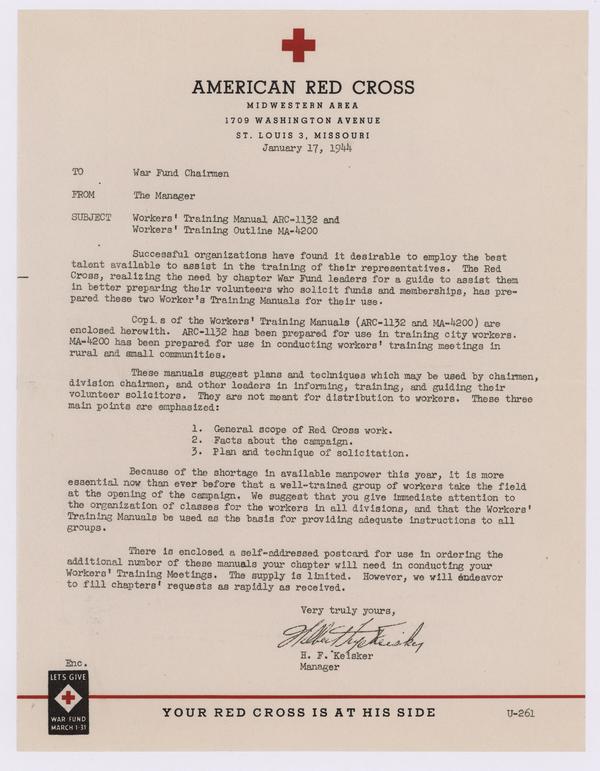 AMERICAN RED CROSS
MIDWESTERN AREA
1709 WASHINGTON AVENUE
ST. LOUIS 3, MISSOURI
January 17, 1944
TO War Fund Chairmen
FROM The Manager
SUBJECT Workers' Training Manual ARC-1132 and
Workers' Training Outline MA-4200
Successful organizations have found it desirable to employ the best
talent available to assist in the training of their representatives. The Red
Cross, realizing the need by chapter War Fund leaders for a guide to assist them
in better preparing their volunteers who solicit funds and memberships, has pre-
pared these two Worker's Training Manuals for their use.
Copi s of the Workers' Training Manuals (ARC-1132 and MA-4200) are
enclosed herewith. ARC-1132 has been prepared for use in training city workers.
MA-4200 has been prepared for use in conducting workers' training meetings in
rural and small communities.
These manuals suggest plans and techniques which may be used by chairmen,
division chairmen, and other leaders in informing, training, and guiding their
volunteer solicitors. They are not meant for distribution to workers. These three
main points are emphasized:
1. General scope of Red Cross work.
2. Facts about the campaign.
3. Plan and technique of solicitation.
Because of the shortage in available manpower this year, it is more
essential now than ever before that a well-trained group of workers take the field
at the opening of the campaign. We suggest that you give immediate attention to
the organization of classes for the workers in all divisions, and that the Workers'
Training Manuals be used as the basis for providing adequate instructions to all
groups.
There is enclosed a self-addressed postcard for use in ordering the
additional number of these manuals your chapter will need in conducting your
Workers' Training Meetings. The supply is limited. However, we will endeavor
to fill chapters' requests as rapidly as received.
Very truly yours,
H. F. Keisker
Manager
Enc.
LET'S GIVE
WAR FUND
MARCH 1-31
YOUR RED CROSS IS AT HIS SIDE
U-261